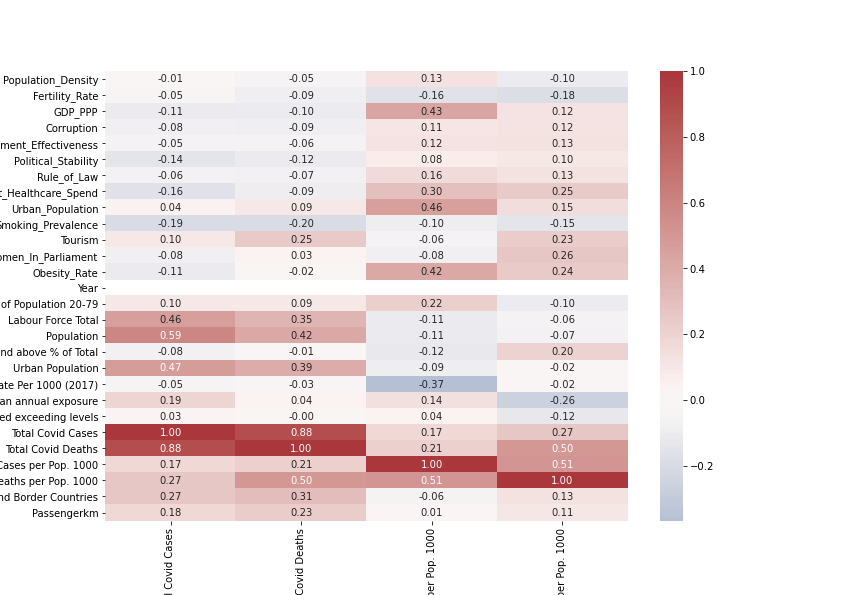 Population_Density -0.01 -0.05 0.13 -0.10
Fertility_Rate -0.05 -0.09 -0.16 -0.18
GDP_PPP -0.11 -0.10 0.43 0.12
Corruption -0.08 -0.09 0.11 0.12
ment_Effectiveness -0.05 -0.06 0.12 0.13
Political_Stability -0.14 -0.12 0.08 0.10
Rule_of_Law -0.06 -0.07 0.16 0.13
t_Healthcare_Spend -0.16 -0.09 0.30 0.25
Urban_Population 0.04 0.09 0.46 0.15
Smoking_Prevalence -0.19 -0.20 -0.10 -0.15
Tourism 0.10 0.25 -0.06 0.23
omen_In_Parliament -0.08 0.03 -0.08 0.26
Obesity_Rate -0.11 -0.02 0.42 0.24
Year
of Population 20-79 0.10 0.09 0.22 -0.10
Labour Force Total 0.46 0.35 -0.11 -0.06
Population 0.59 0.42 -0.11 -0.07
nd above % of Total -0.08 -0.01 -0.12 0.20
Urban Population 0.47 0.39 -0.09 -0.02
ate Per 1000 (2017) -0.05 -0.03 -0.37 -0.02
an annual exposure 0.19 0.04 0.14 -0.26
ed exceeding levels 0.03 -0.00 0.04 -0.12
Total Covid Cases 1.00 0.88 0.17 0.27
Total Covid Deaths 0.88 1.00 0.21 0.50
Cases per Pop. 1000 0.17 0.21 1.00 0.51
eaths per Pop. 1000 0.27 0.50 0.51 1.00
nd Border Countries 0.27 0.31 -0.06 0.13
Passengerkm 0.18 0.23 0.01 0.11
l Covid Cases
Covid Deaths
per Pop. 1000
per Pop. 1000
1.0
0.8
0.6
0.4
0.2
0.0
−0.2